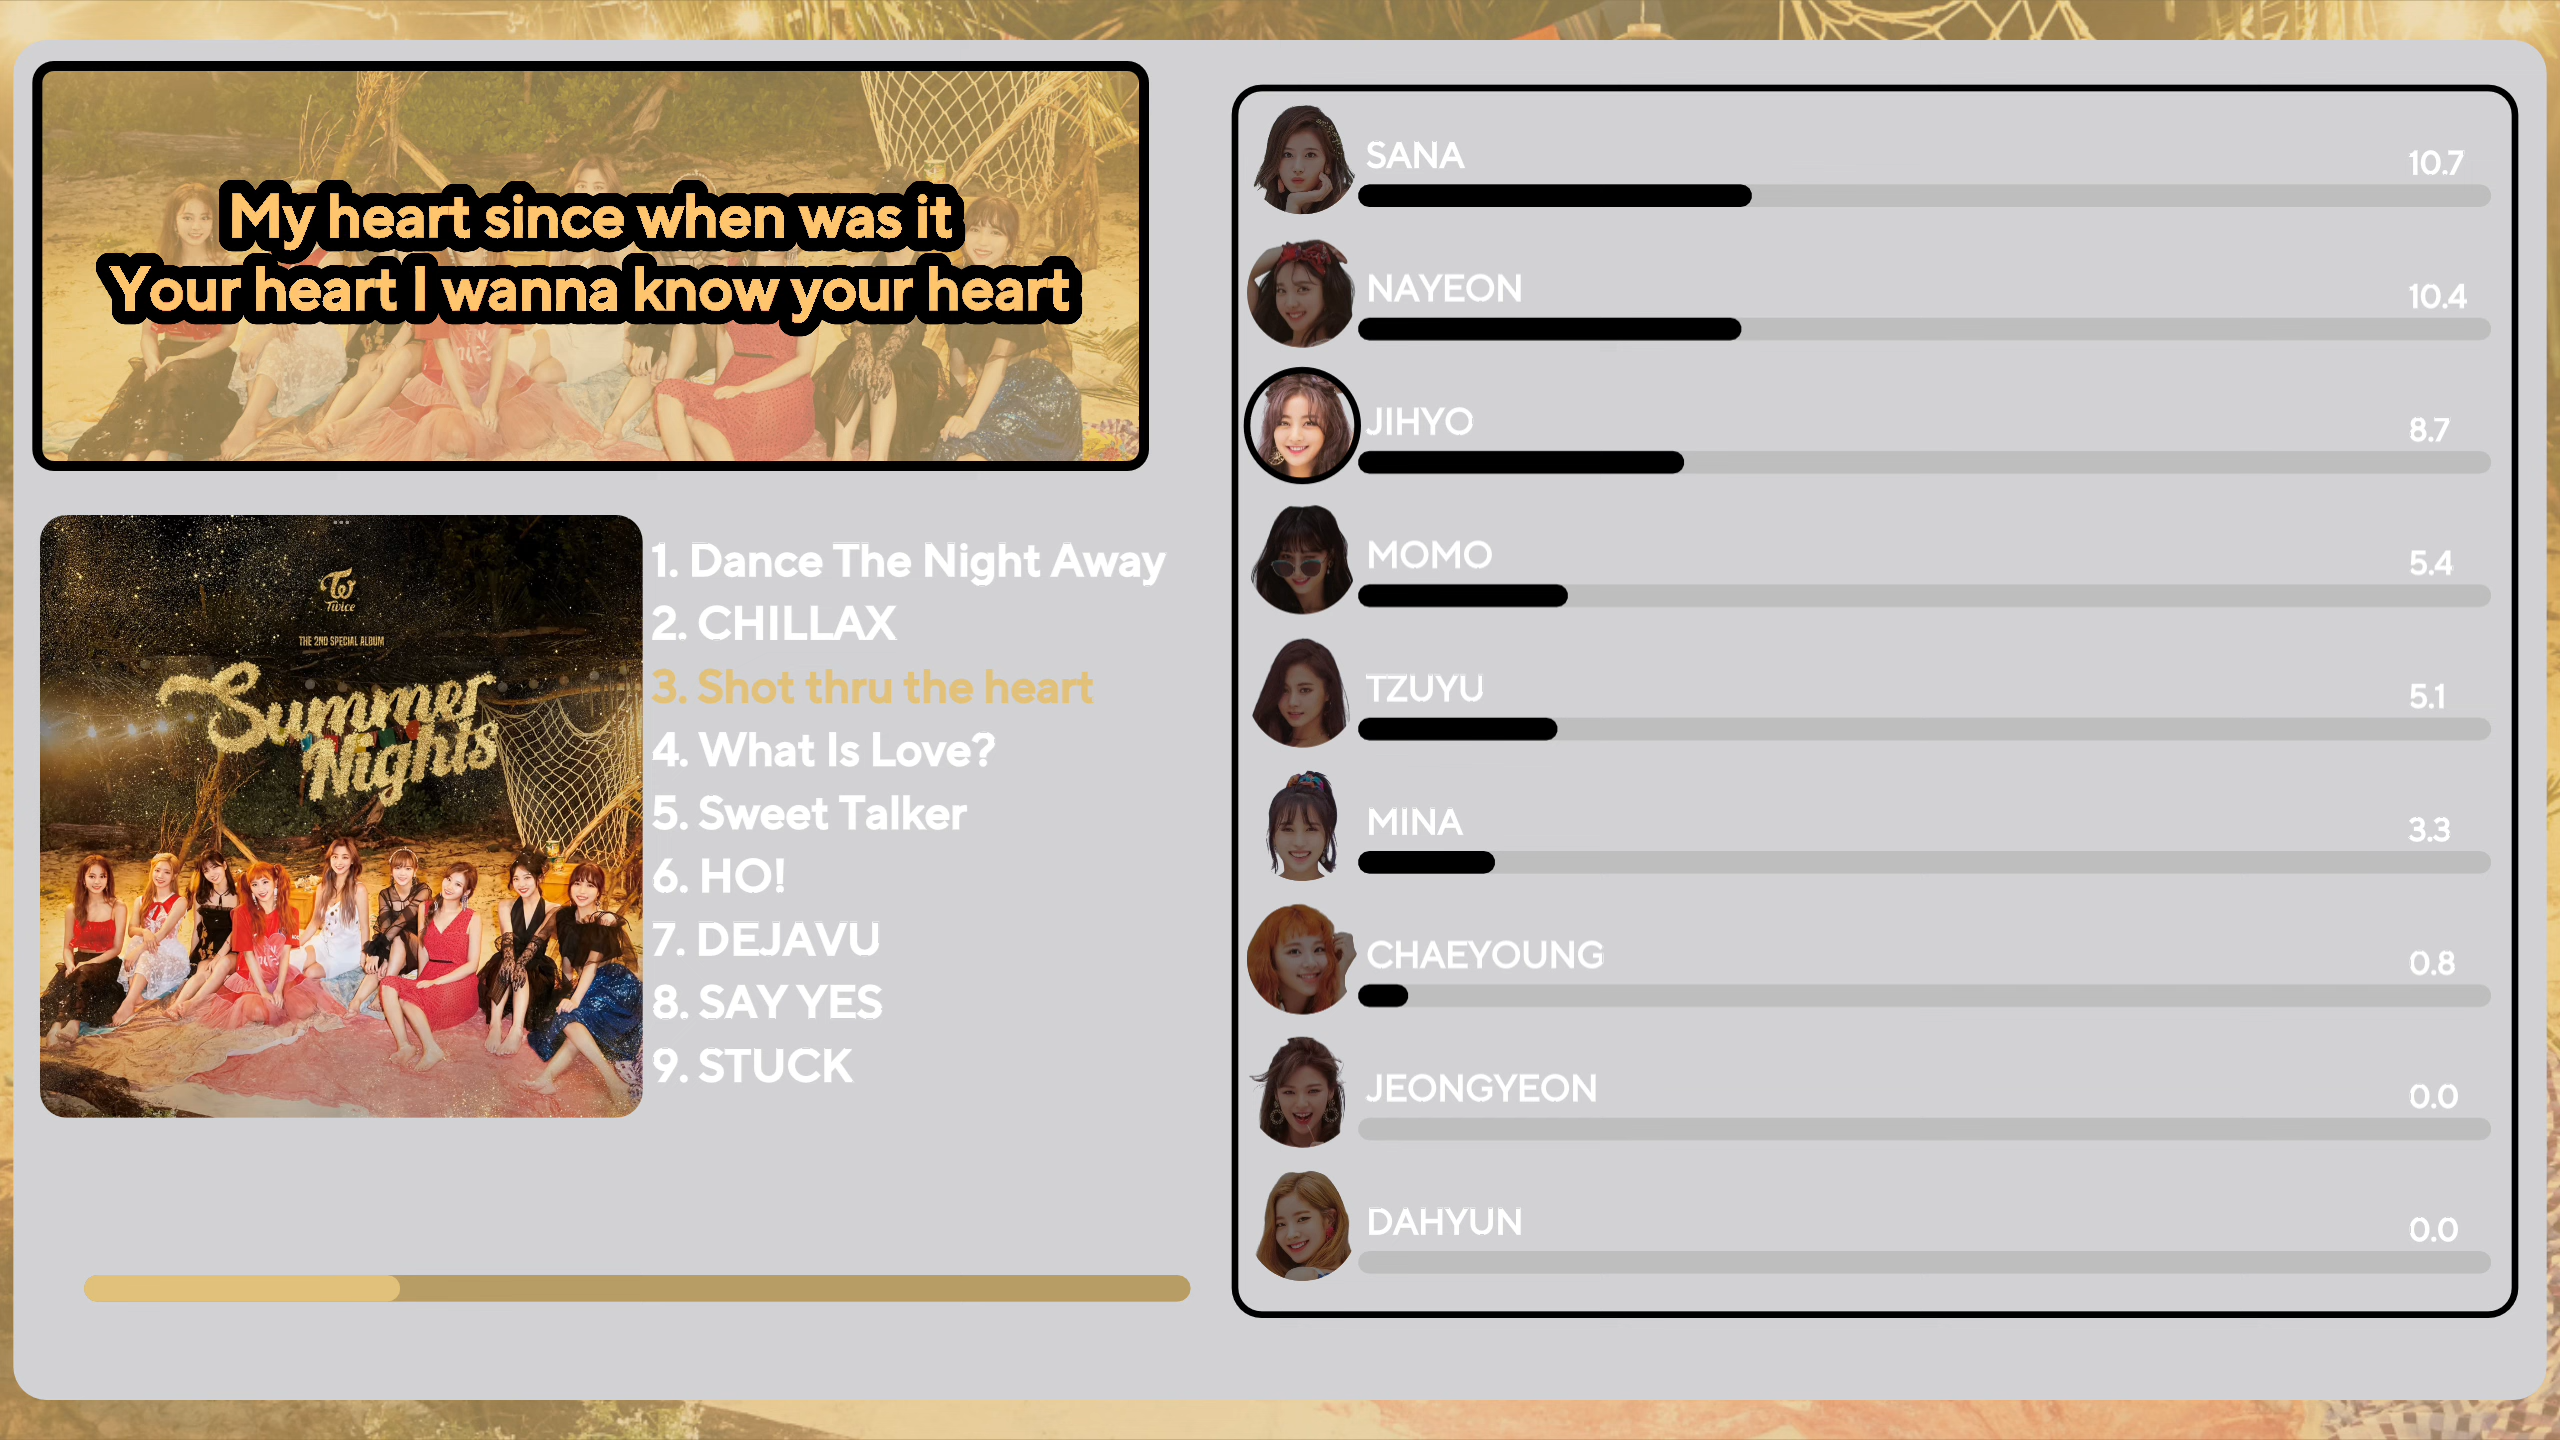 My heart since when was it
Your heart I wanna know your heart
Twice
THE 2ND SPECIAL ALBUM
Summer
Nights
1. Dance The Night Away
2. CHILLAX
3. Shot thru the heart
4. What Is Love?
5. Sweet Talker
6. HO!
7. DEJAVU
8. SAY YES
9. STUCK
SANA 10.7
NAYEON 10.4
JIHYO 8.7
MOMO 5.4
TZUYU 5.1
MINA 3.3
CHAEYOUNG 0.8
JEONGYEON 0.0
DAHYUN 0.0